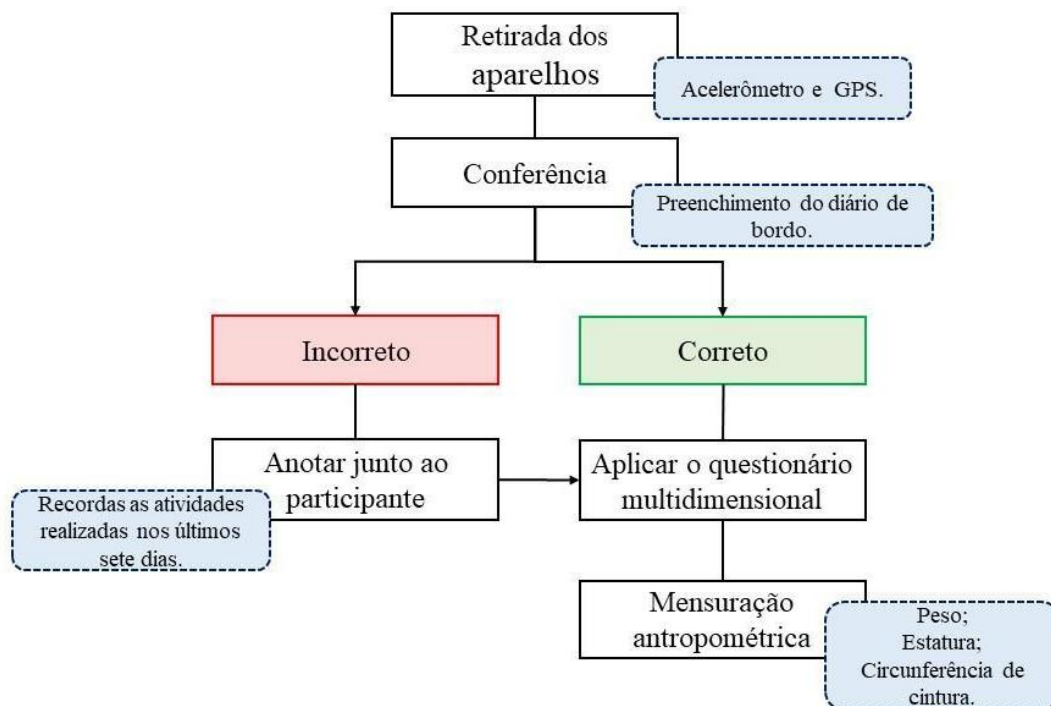 Retirada dos
aparelhos
Acelerômetro e GPS.
Conferência
Preenchimento do diário de
bordo.
Incorreto
Correto
Anotar junto ao
participante
Recordas as atividades
realizadas nos últimos
sete dias.
Aplicar o questionário
multidimensional
Mensuração
antropométrica
Peso;
Estatura;
Circunferência de
cintura.